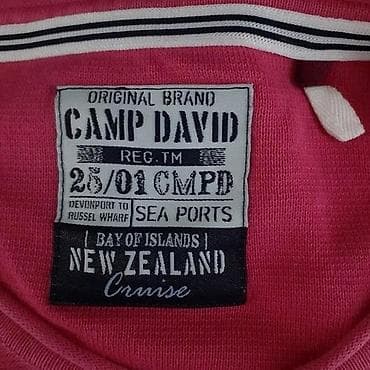 ORIGINAL BRAND
CAMP DAVID
REG.TM
25/01 CMPD
DEVONPORT TO
RUSSEL WHARF
SEA PORTS
[BAY OF ISLANDS]
NEW ZEALAND
Cruise